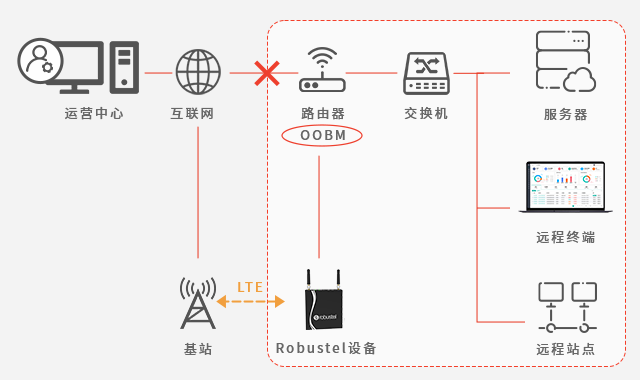 运营中心
互联网
路由器
OOBM
交换机
服务器
远程终端
LTE
robustel
基站
Robustel设备
远程站点